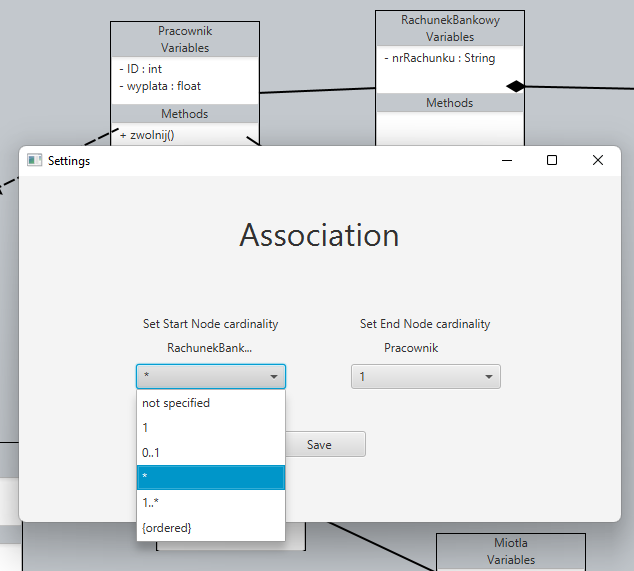 Pracownik
Variables
- ID : int
- wyplata : float
Methods
+ zwolnij()
RachunekBankowy
Variables
- nrRachunku : String
Methods
Settings
Association
Set Start Node cardinality
Set End Node cardinality
RachunekBank...
Pracownik
*
1
not specified
1
0..1
*
1..*
{ordered}
Save
Miotla
Variables